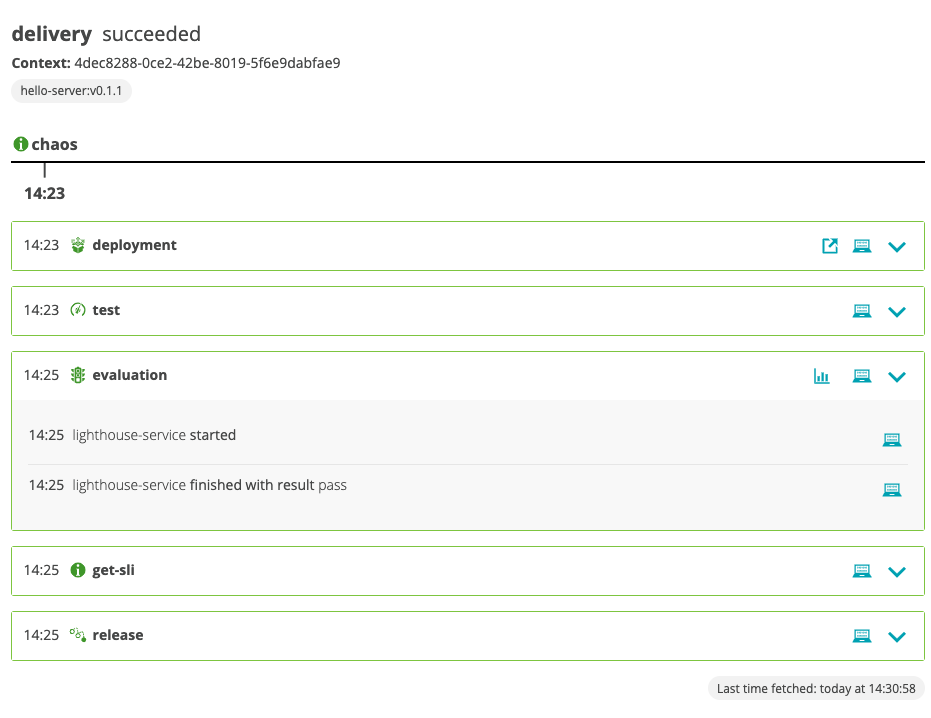 delivery succeeded
Context: 4dec8288-0ce2-42be-8019-5f6e9dabfae9
hello-server:v0.1.1
chaos
14:23
14:23 deployment
14:23 test
14:25 evaluation
14:25 lighthouse-service started
14:25 lighthouse-service finished with result pass
14:25 get-sli
14:25 release
Last time fetched: today at 14:30:58